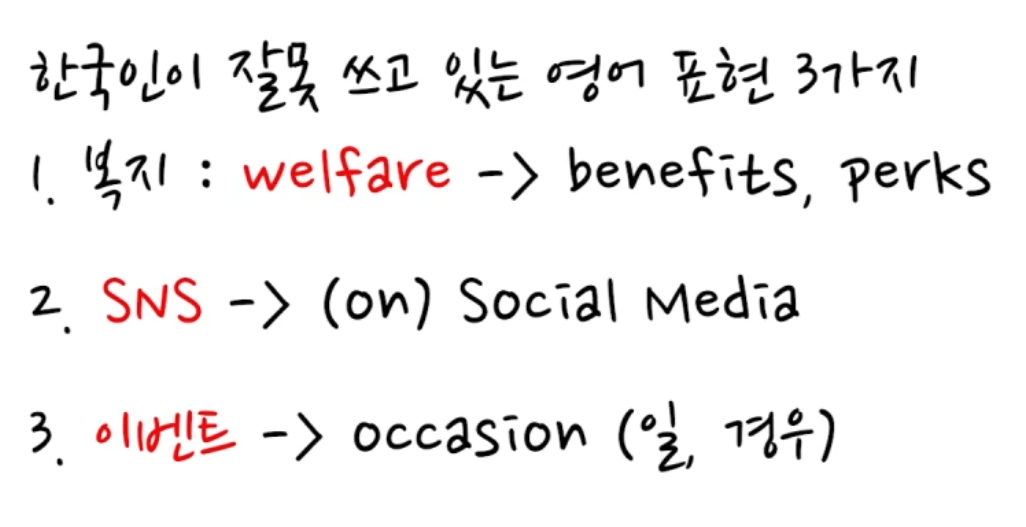 한국인이 잘못 쓰고 있는 영어 표현 3가지
1. 복지 : welfare -> benefits, perks
2. SNS -> (on) Social Media
3. 이벤트 -> occasion (일, 경우)